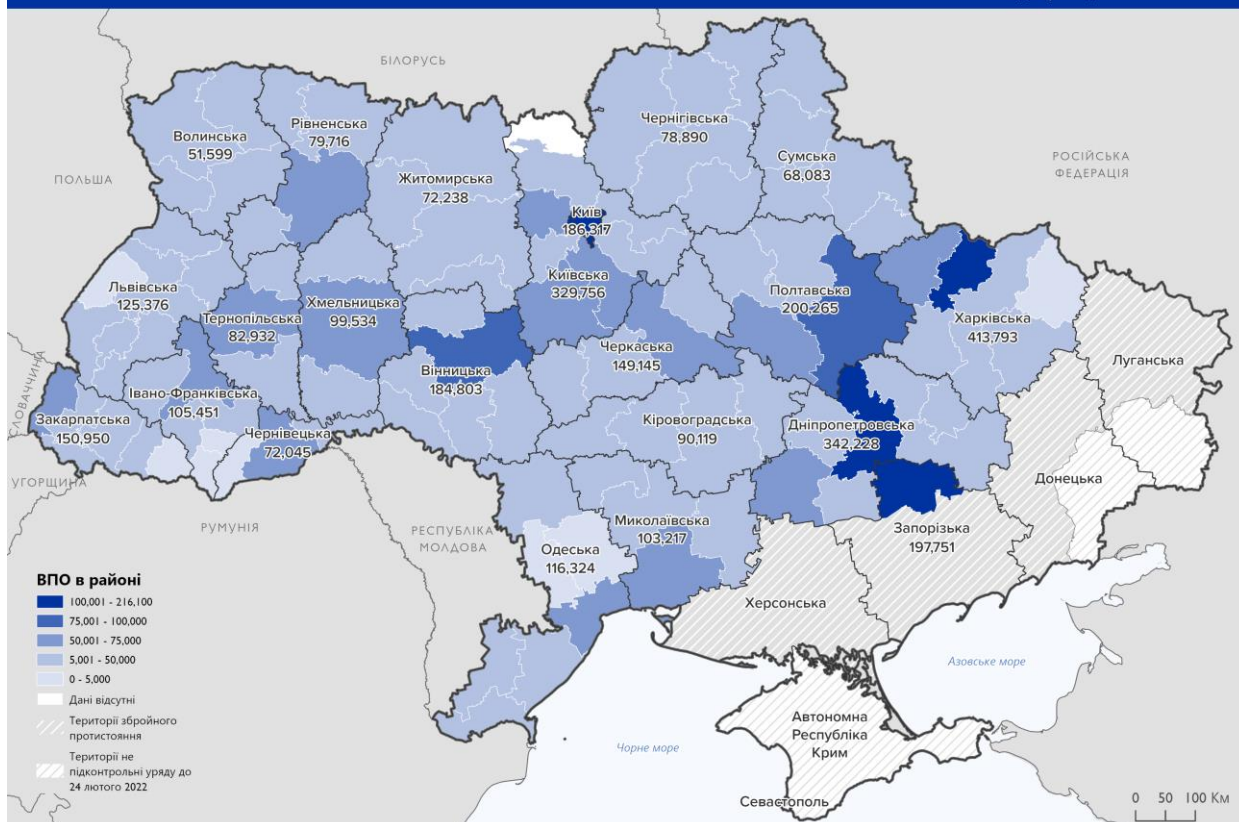 БІЛОРУСЬ
ПОЛЬЩА
РОСІЙСЬКА
ФЕДЕРАЦІЯ
СЛОВАЧЧИНА
УГОРЩИНА
РУМУНІЯ
РЕСПУБЛІКА
МОЛДОВА
Волинська
51,599
Рівненська
79,716
Житомирська
72,238
Чернігівська
78,890
Сумська
68,083
Київ
186,317
Київська
329,756
Львівська
125,376
Тернопільська
82,932
Хмельницька
99,534
Вінницька
184,803
Черкаська
149,145
Полтавська
200,265
Харківська
413,793
Луганська
Івано-Франківська
105,451
Закарпатська
150,950
Чернівецька
72,045
Кіровоградська
90,119
Дніпропетровська
342,228
Донецька
Запорізька
197,751
Миколаївська
103,217
Одеська
116,324
Херсонська
Азовське море
Чорне море
Автономна
Республіка
Крим
Севастополь
ВПО в районі
100,001 - 216,100
75,001 - 100,000
50,001 - 75,000
5,001 - 50,000
0 - 5,000
Дані відсутні
Території збройного
протистояння
Території не
підконтрольні уряду до
24 лютого 2022
0 50 100 Км